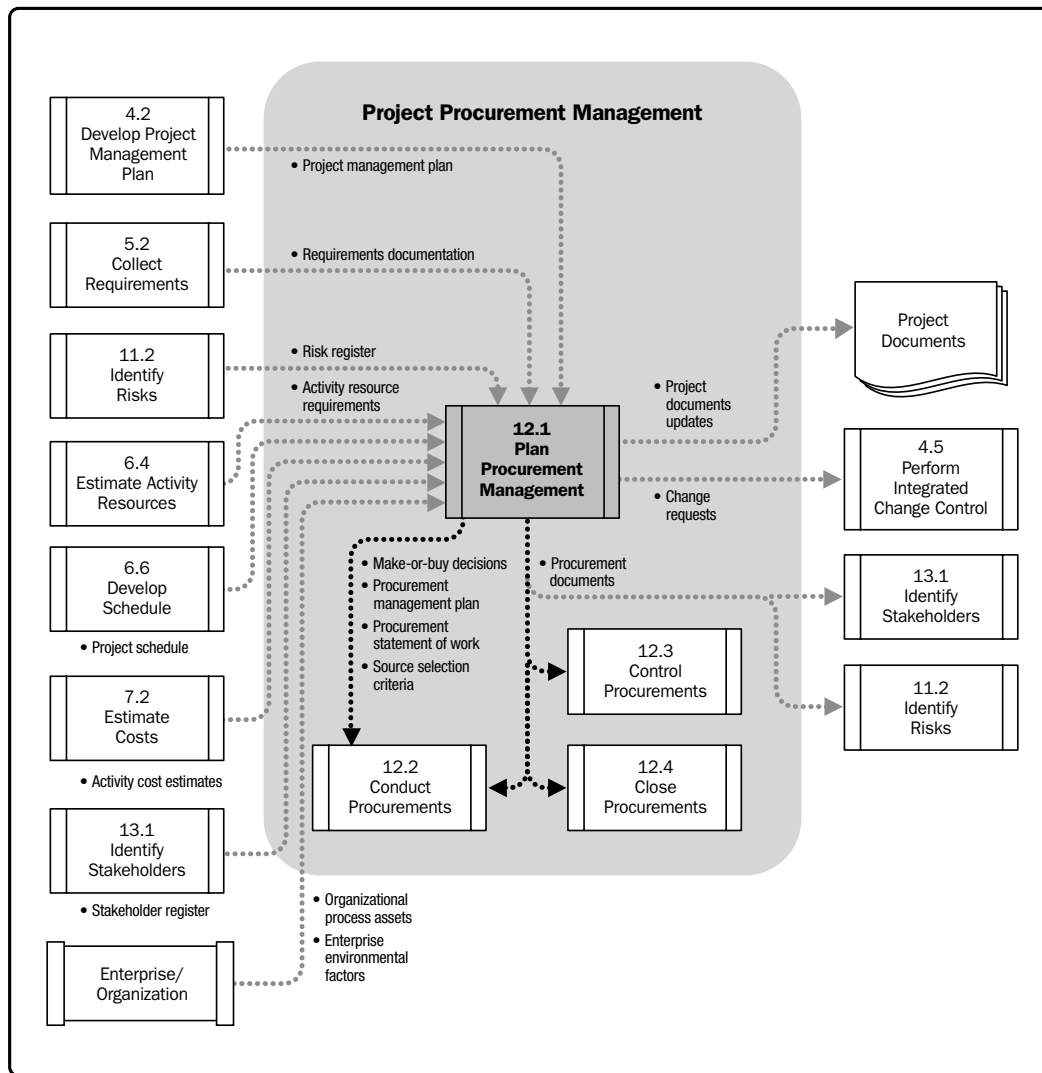 Project Procurement Management
4.2
Develop Project
Management
Plan
• Project management plan
5.2
Collect
Requirements
• Requirements documentation
11.2
Identify
Risks
• Risk register
• Activity resource
requirements
6.4
Estimate Activity
Resources
6.6
Develop
Schedule
• Project schedule
7.2
Estimate
Costs
• Activity cost estimates
13.1
Identify
Stakeholders
• Stakeholder register
Enterprise/
Organization
• Organizational
process assets
• Enterprise
environmental
factors
12.1
Plan
Procurement
Management
• Make-or-buy decisions
• Procurement
management plan
• Procurement
statement of work
• Source selection
criteria
• Procurement
documents
12.2
Conduct
Procurements
12.3
Control
Procurements
12.4
Close
Procurements
• Project
documents
updates
• Change
requests
Project
Documents
4.5
Perform
Integrated
Change Control
13.1
Identify
Stakeholders
11.2
Identify
Risks